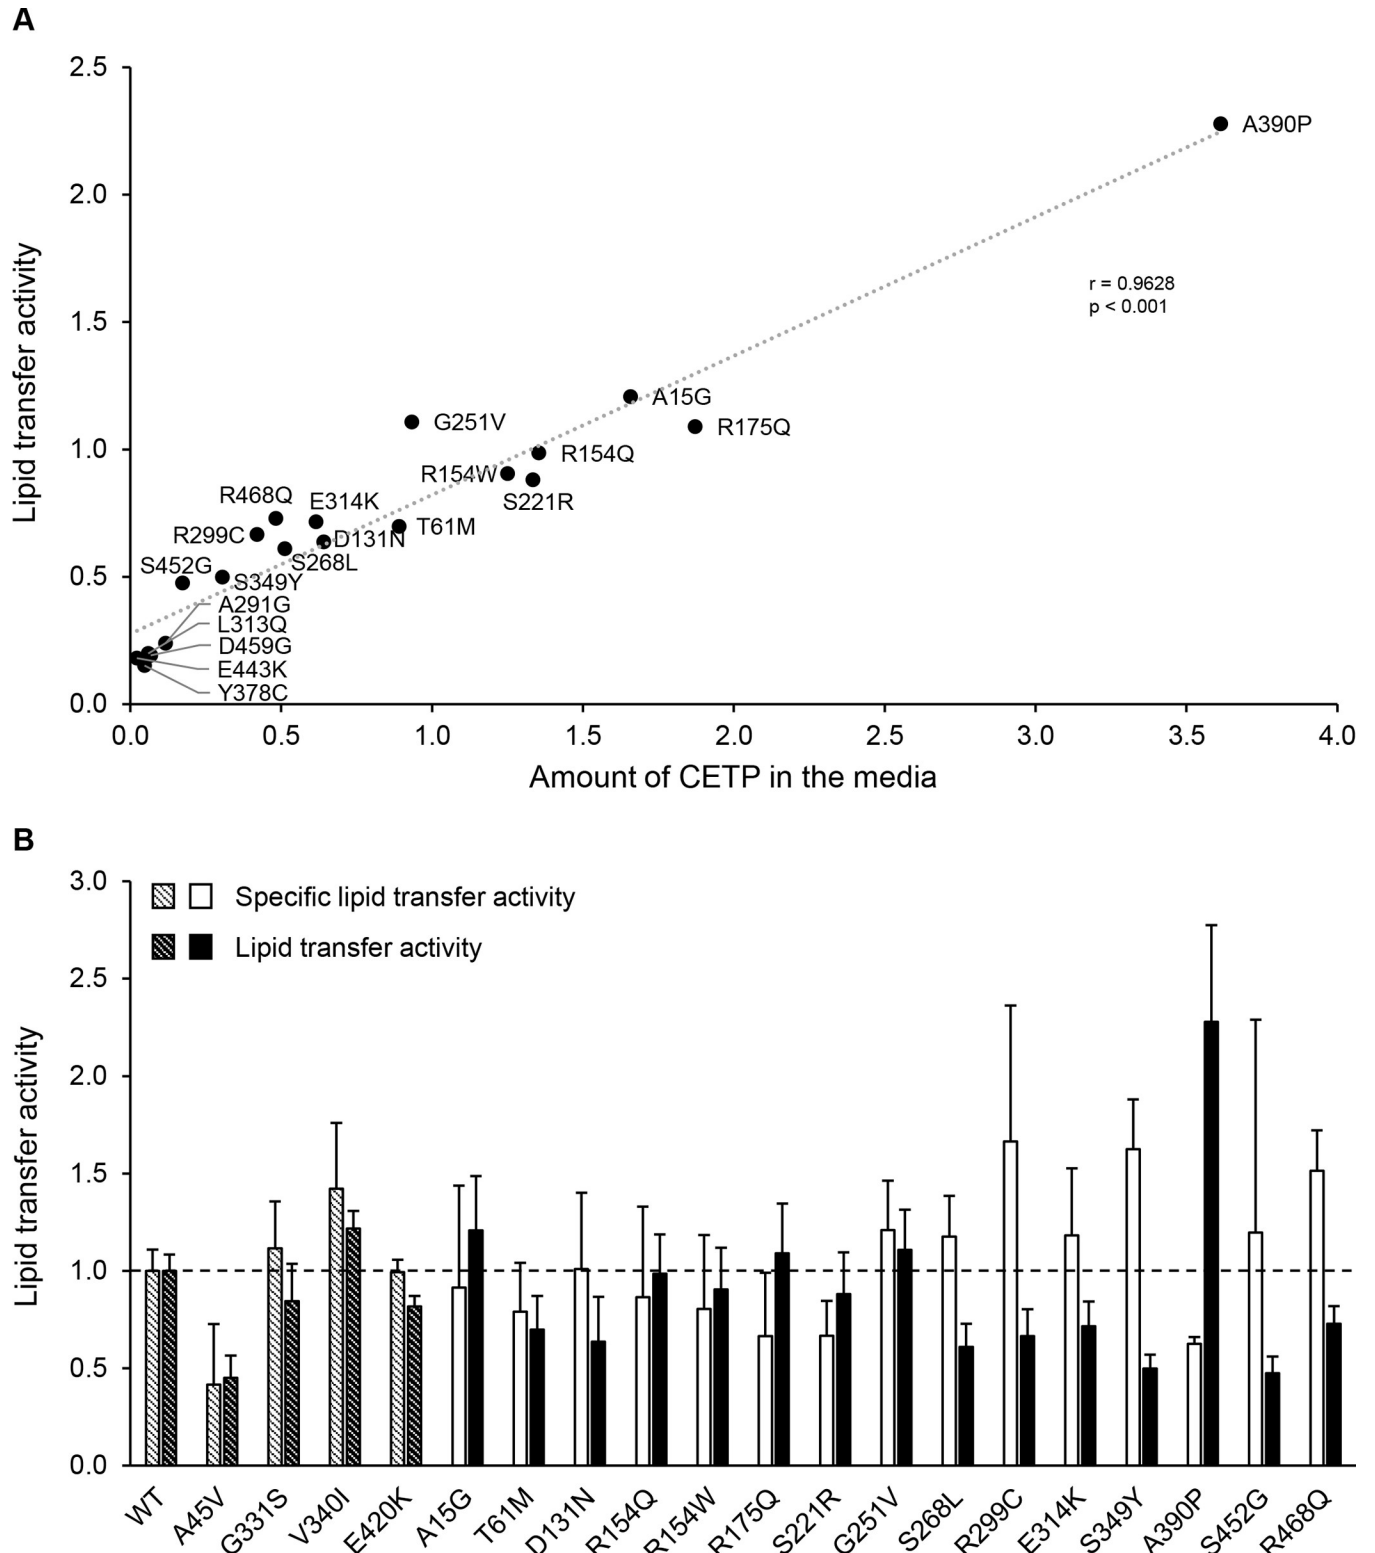 A
Lipid transfer activity
2.5
2.0
1.5
1.0
0.5
0.0
A390P
r = 0.9628
p < 0.001
A15G
G251V
R175Q
R154Q
R154W
S221R
R468Q
E314K
T61M
R299C
D131N
S268L
S452G
S349Y
A291G
L313Q
D459G
E443K
Y378C
0.0 0.5 1.0 1.5 2.0 2.5 3.0 3.5 4.0
Amount of CETP in the media
B
Lipid transfer activity
3.0
2.5
2.0
1.5
1.0
0.5
0.0
Specific lipid transfer activity
Lipid transfer activity
WT A45V G331S V340I E420K A15G T61M D131N R154Q R154W R175Q S221R G251V S268L R299C E314K S349Y A390P S452G R468Q